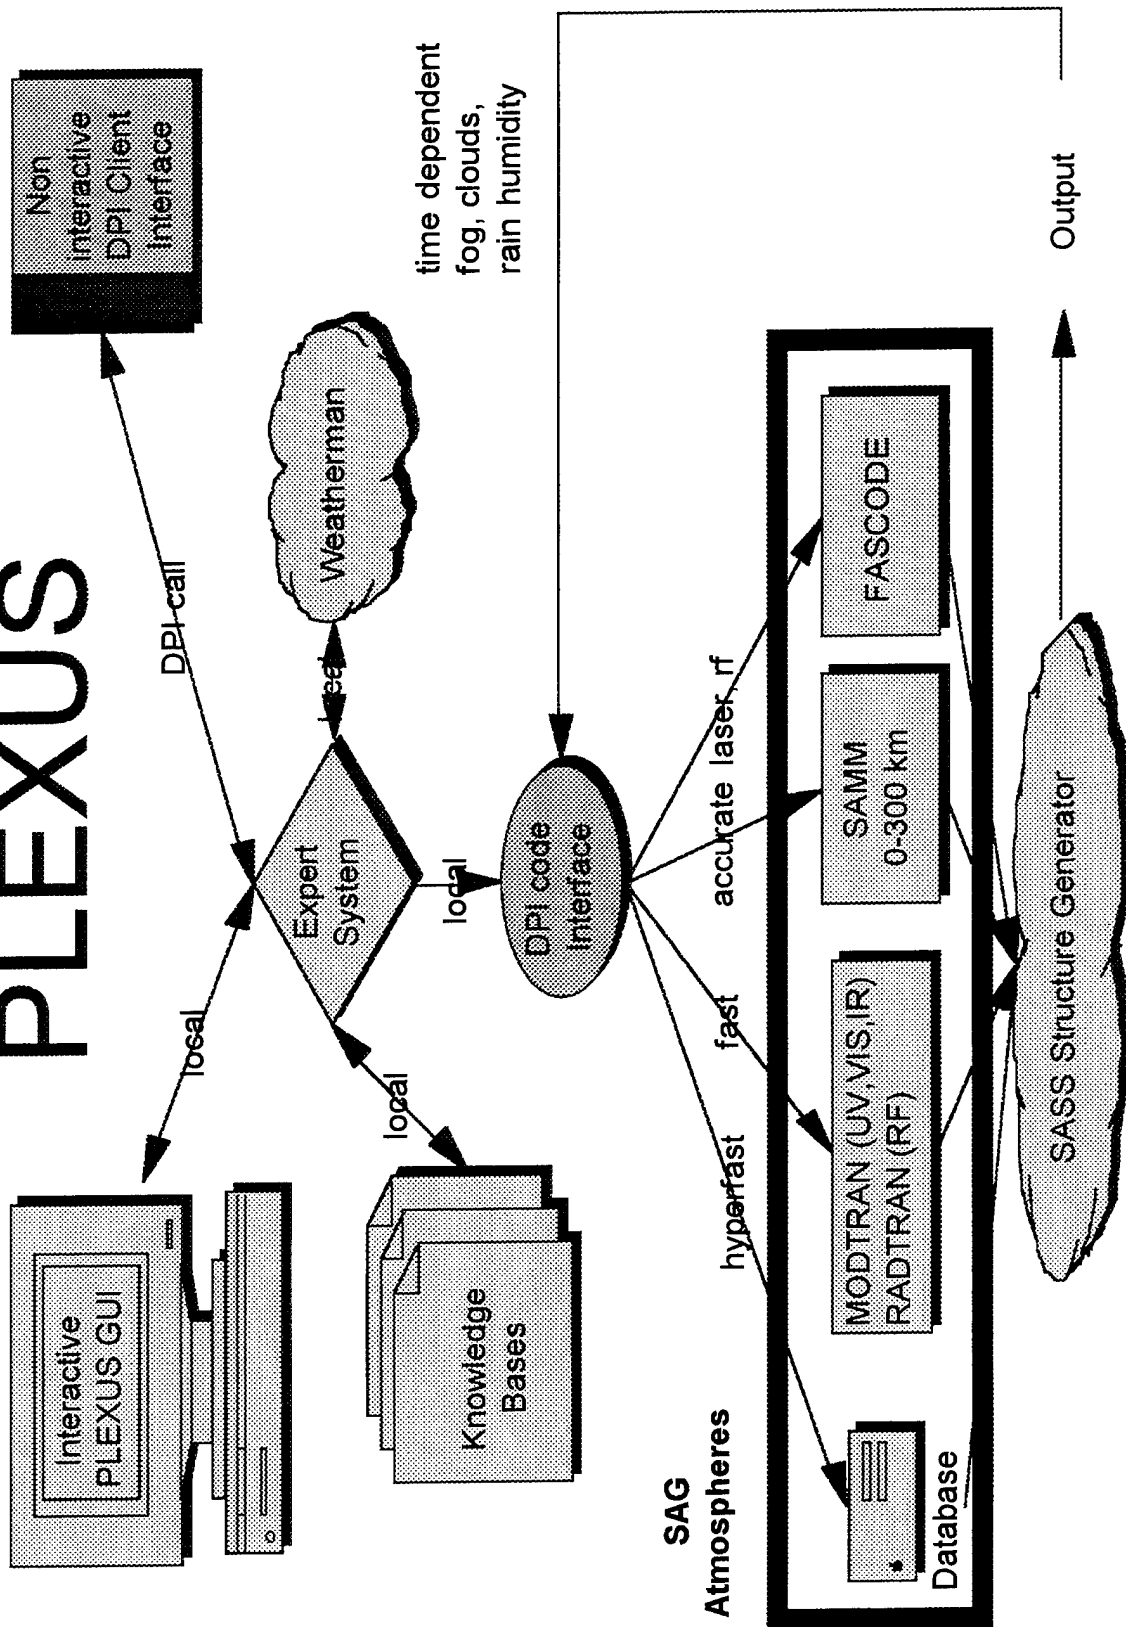 PLEXUS
Interactive
PLEXUS GUI
Non
Interactive
DPI Client
Interface
local
DPI call
Expert
System
local
Weatherman
Knowledge
Bases
local
local
time dependent
fog, clouds,
rain humidity
DPI code
Interface
SAG
Atmospheres
hyperfast
fast
accurate laser, rf
Database
MODTRAN (UV,VIS,IR)
RADTRAN (RF)
SAMM
0-300 km
FASCODE
SASS Structure Generator
Output